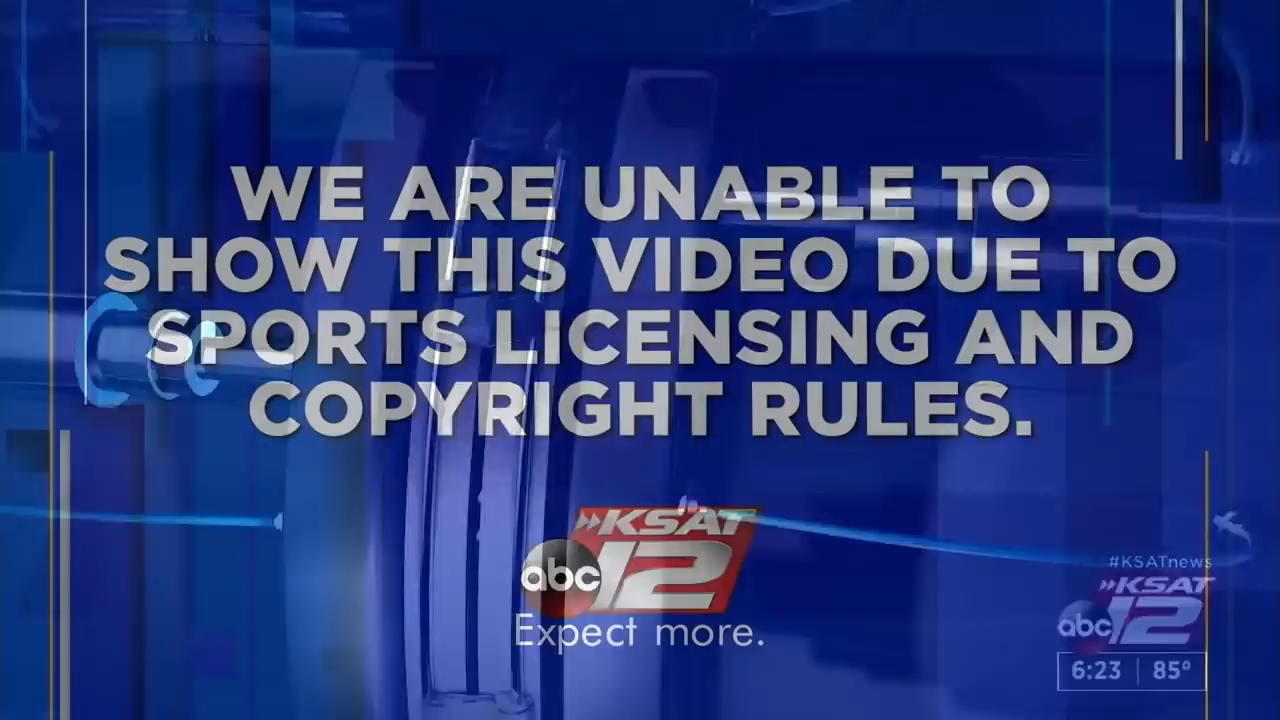 WE ARE UNABLE TO
SHOW THIS VIDEO DUE TO
SPORTS LICENSING AND
COPYRIGHT RULES.
»KSAT
abc 12
Expect more.
#KSATnews
»KSAT
abc 12
6:23 | 85°